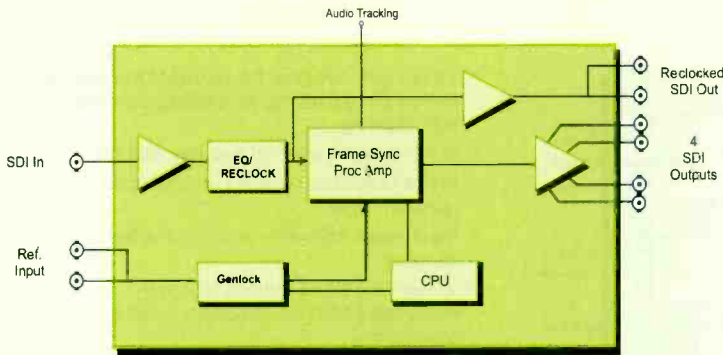 Audio Tracking
Reclocked
SDI Out
SDI In
EQ/
RECLOCK
Frame Sync
Proc Amp
4
SDI
Outputs
Ref.
Input
Genlock
CPU